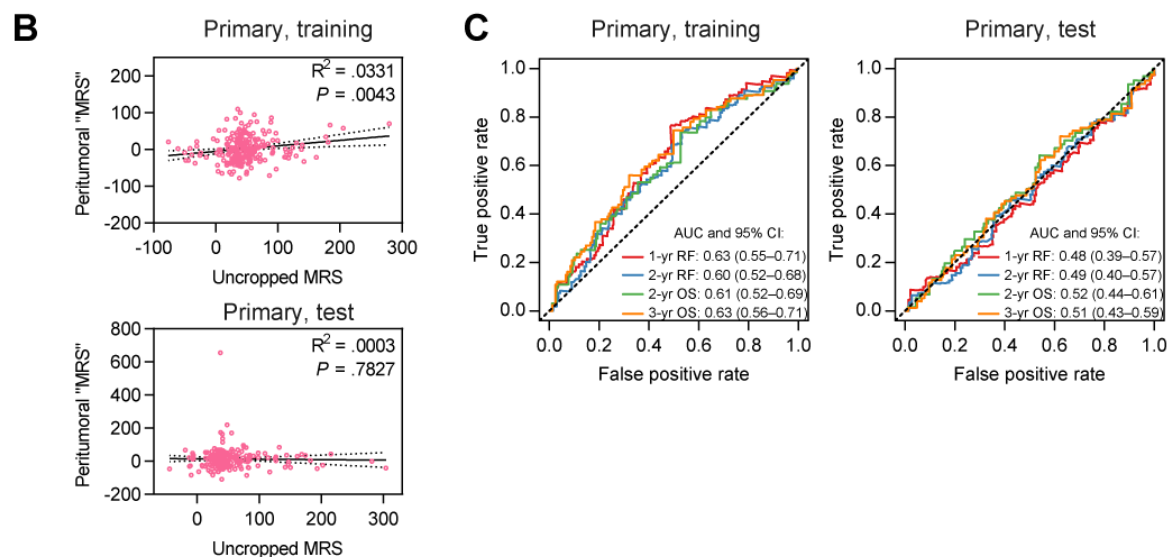 B
Primary, training
R² = .0331
P = .0043
Peritumoral "MRS"
200
100
0
-100
-200
-100
0
100
200
300
Uncropped MRS
Primary, test
R² = .0003
P = .7827
Peritumoral "MRS"
800
600
400
200
0
-200
0
100
200
300
Uncropped MRS
C
Primary, training
True positive rate
1.0
0.8
0.6
0.4
0.2
0.0
AUC and 95% CI:
1-yr RF: 0.63 (0.55–0.71)
2-yr RF: 0.60 (0.52–0.68)
2-yr OS: 0.61 (0.52–0.69)
3-yr OS: 0.63 (0.56–0.71)
0.0 0.2 0.4 0.6 0.8 1.0
False positive rate
Primary, test
True positive rate
1.0
0.8
0.6
0.4
0.2
0.0
AUC and 95% CI:
1-yr RF: 0.48 (0.39–0.57)
2-yr RF: 0.49 (0.40–0.57)
2-yr OS: 0.52 (0.44–0.61)
3-yr OS: 0.51 (0.43–0.59)
0.0 0.2 0.4 0.6 0.8 1.0
False positive rate